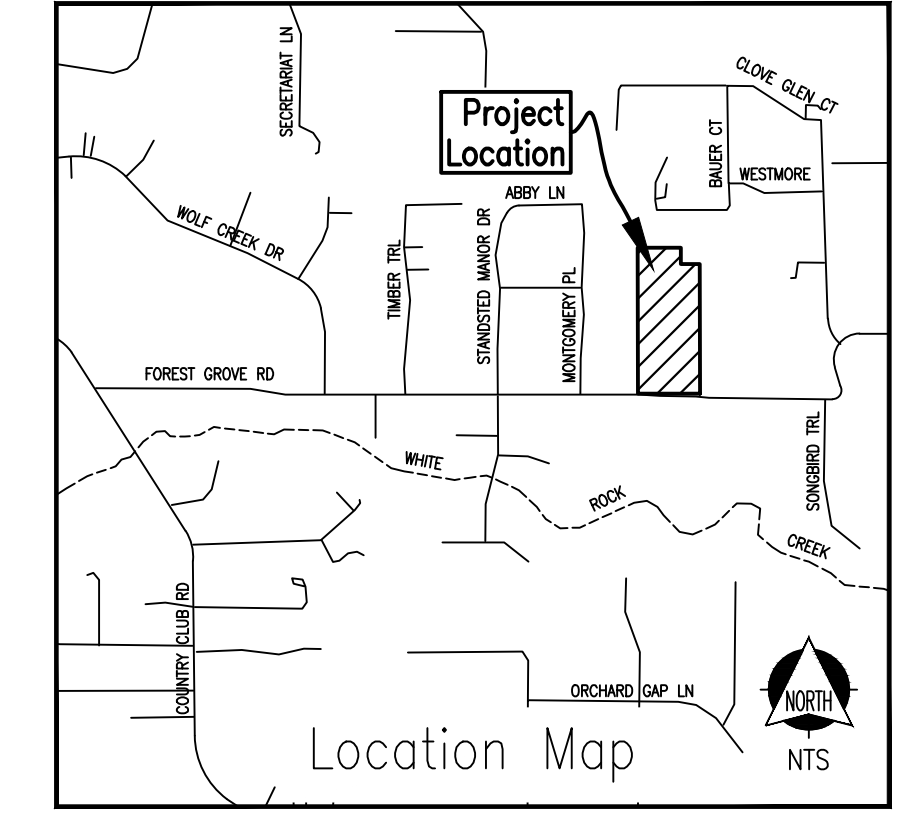 SECRETARIAT LN
CLOVE GLEN CT
Project
Location
BAUER CT
WESTMORE
ABBY LN
WOLF CREEK DR
TIMBER TRL
STANDSTED MANOR DR
MONTGOMERY PL
FOREST GROVE RD
WHITE
ROCK
CREEK
SONGBIRD TRL
COUNTRY CLUB RD
ORCHARD GAP LN
NORTH
NTS
Location Map